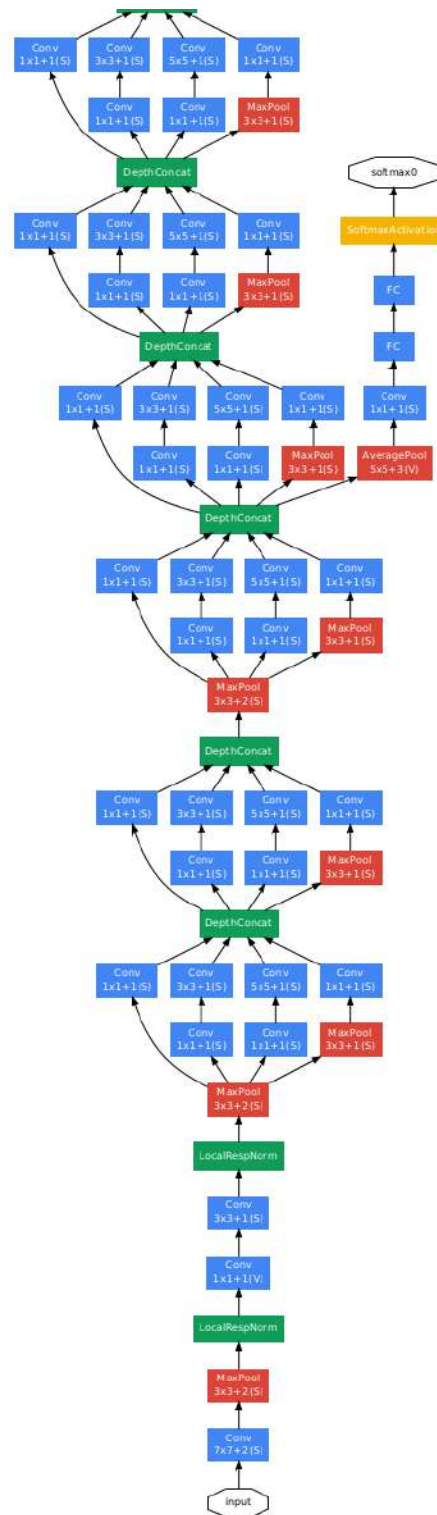 Conv Conv Conv Conv
1x1+1(S) 3x3+1(S) 5x5+1(S) 1x1+1(S)
Conv Conv MaxPool
1x1+1(S) 1x1+1(S) 3x3+1(S)
DepthConcat
softmax0
Conv Conv Conv Conv
1x1+1(S) 3x3+1(S) 5x5+1(S) 1x1+1(S)
SoftmaxActivation
Conv Conv MaxPool
1x1+1(S) 1x1+1(S) 3x3+1(S)
FC
DepthConcat
FC
Conv Conv Conv Conv Conv
1x1+1(S) 3x3+1(S) 5x5+1(S) 1x1+1(S) 1x1+1(S)
Conv Conv MaxPool AveragePool
1x1+1(S) 1x1+1(S) 3x3+1(S) 5x5+3(V)
DepthConcat
Conv Conv Conv Conv
1x1+1(S) 3x3+1(S) 5x5+1(S) 1x1+1(S)
Conv Conv MaxPool
1x1+1(S) 1x1+1(S) 3x3+1(S)
MaxPool
3x3+2(S)
DepthConcat
Conv Conv Conv Conv
1x1+1(S) 3x3+1(S) 5x5+1(S) 1x1+1(S)
Conv Conv MaxPool
1x1+1(S) 1x1+1(S) 3x3+1(S)
DepthConcat
Conv Conv Conv Conv
1x1+1(S) 3x3+1(S) 5x5+1(S) 1x1+1(S)
Conv Conv MaxPool
1x1+1(S) 1x1+1(S) 3x3+1(S)
MaxPool
3x3+2(S)
LocalRespNorm
Conv
3x3+1(S)
Conv
1x1+1(V)
LocalRespNorm
MaxPool
3x3+2(S)
Conv
7x7+2(S)
input